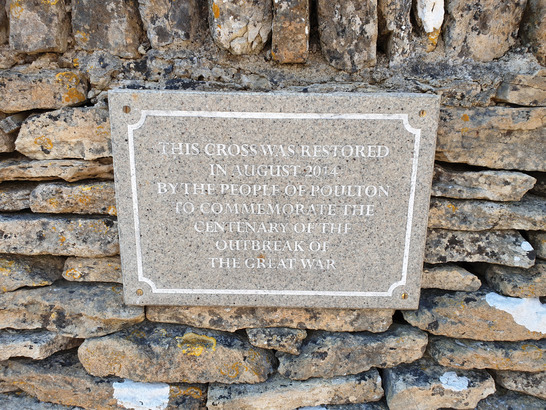 THIS CROSS WAS RESTORED
IN AUGUST 2014
BY THE PEOPLE OF POULTON
TO COMMEMORATE THE
CENTENARY OF THE
OUTBREAK OF
THE GREAT WAR